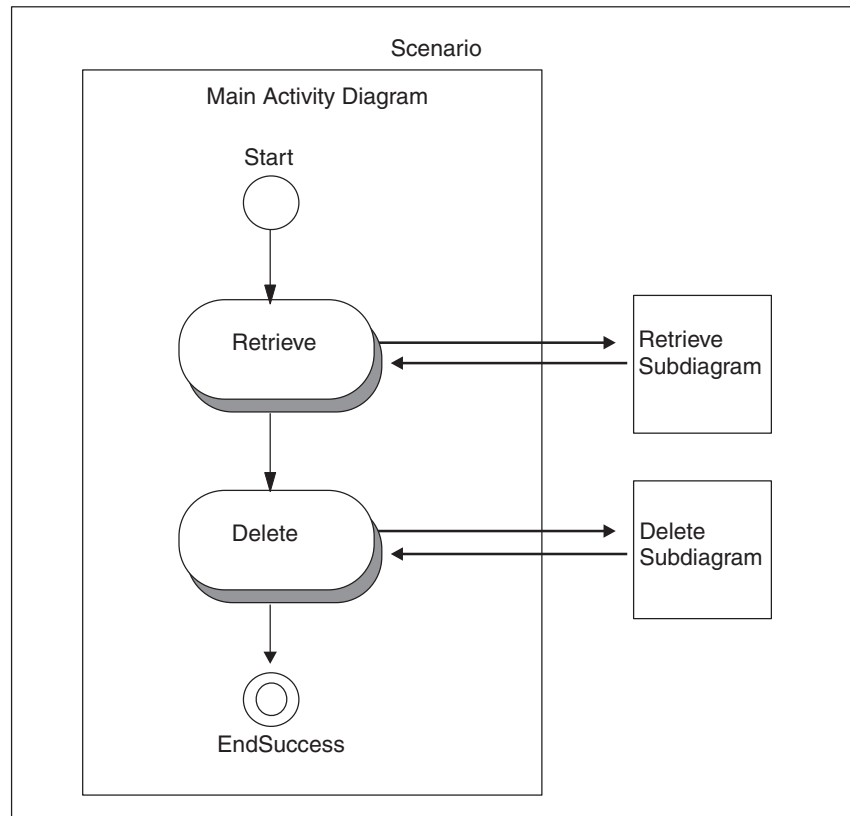 Scenario
Main Activity Diagram
Start
Retrieve
Retrieve
Subdiagram
Delete
Delete
Subdiagram
EndSuccess